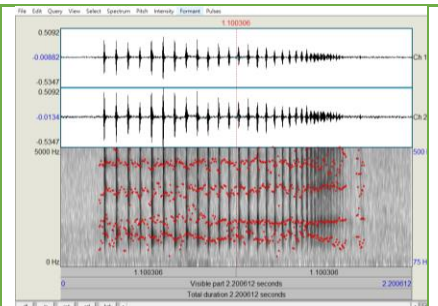 File Edit Query View Select Spectrum Pitch Intensity Formant Pulses
1.100306
0.5092
-0.00882
Ch 1
-0.5347
0.5092
-0.0134
Ch 2
-0.5347
5000 Hz
500
0 Hz
75 H
1.100306 1.100306
0 Visible part 2.200612 seconds 2.200612
Total duration 2.200612 seconds